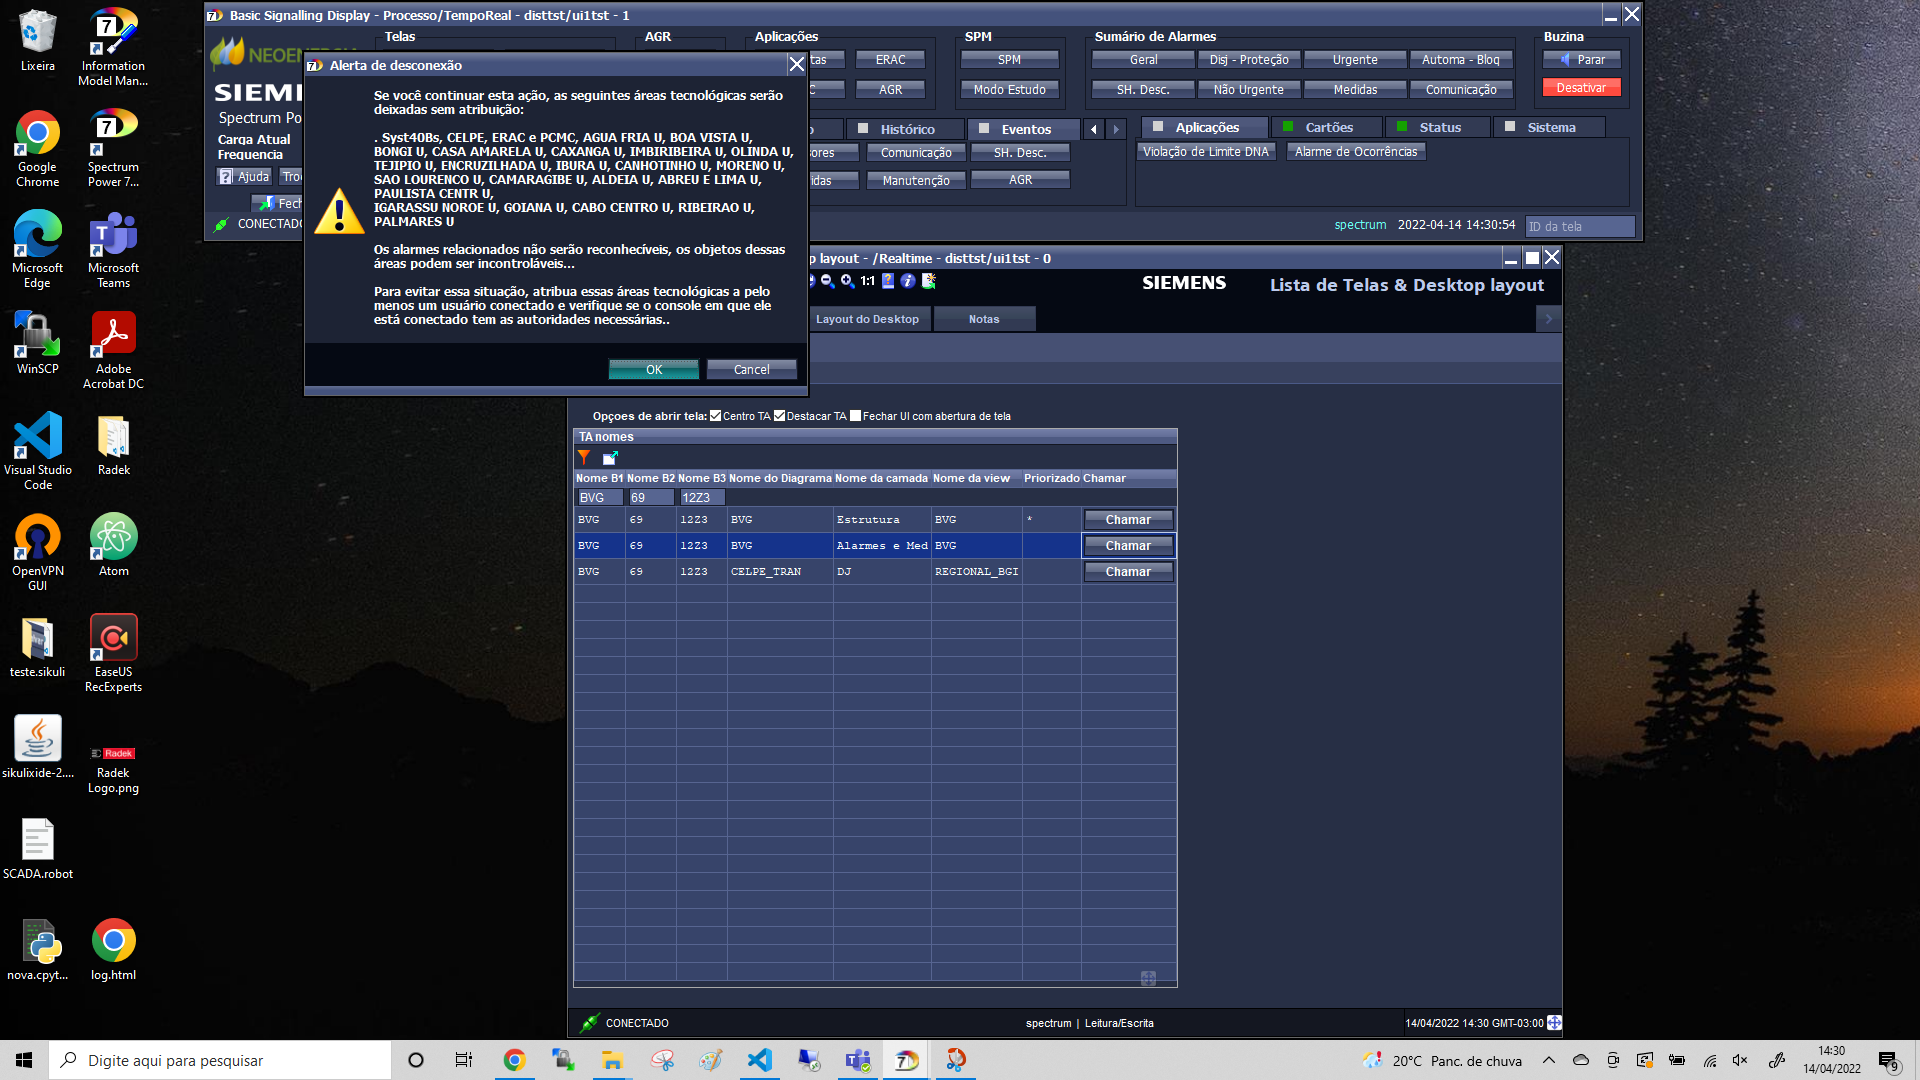 Lixeira
Information
Model Man...
Google
Chrome
Spectrum
Power 7...
Microsoft
Edge
Microsoft
Teams
WinSCP
Adobe
Acrobat DC
Visual Studio
Code
Radek
OpenVPN
GUI
Atom
teste.sikuli
EaseUS
RecExperts
sikulixide-2....
Radek
Radek
Logo.png
SCADA.robot
nova.cpyt...
log.html
Basic Signalling Display - Processo/TempoReal - disttst/ui1tst - 1
Telas
AGR
Aplicações
SPM
Sumário de Alarmes
Buzina
ERAC
SPM
Geral
Disj - Proteção
Urgente
Automa - Bloq
Parar
AGR
Modo Estudo
SH. Desc.
Não Urgente
Medidas
Comunicação
Desativar
SIEM
Spectrum Po
Carga Atual
Frequencia
Ajuda
Fech
CONECTADO
Histórico
Eventos
Comunicação
SH. Desc.
Manutenção
AGR
Aplicações
Cartões
Status
Sistema
Violação de Limite DNA
Alarme de Ocorrências
spectrum
2022-04-14 14:30:54
ID da tela
Alerta de desconexão
Se você continuar esta ação, as seguintes áreas tecnológicas serão
deixadas sem atribuição:
. Syst40Bs, CELPE, ERAC e PCMC, AGUA FRIA U, BOA VISTA U,
BONGI U, CASA AMARELA U, CAXANGA U, IMBIRIBEIRA U, OLINDA U,
TEJIPIO U, ENCRUZILHADA U, IBURA U, CANHOTINHO U, MORENO U,
SAO LOURENCO U, CAMARAGIBE U, ALDEIA U, ABREU E LIMA U,
PAULISTA CENTR U,
IGARASSU NOROE U, GOIANA U, CABO CENTRO U, RIBEIRAO U,
PALMARES U
Os alarmes relacionados não serão reconhecíveis, os objetos dessas
áreas podem ser incontroláveis...
Para evitar essa situação, atribua essas áreas tecnológicas a pelo
menos um usuário conectado e verifique se o console em que ele
está conectado tem as autoridades necessárias..
OK
Cancel
p layout - /Realtime - disttst/ui1tst - 0
1:1
SIEMENS
Lista de Telas & Desktop layout
Layout do Desktop
Notas
Opçoes de abrir tela: Centro TA Destacar TA Fechar UI com abertura de tela
TA nomes
Nome B1 Nome B2 Nome B3 Nome do Diagrama Nome da camada Nome da view Priorizado Chamar
BVG 69 12Z3
BVG 69 12Z3 BVG Estrutura BVG * Chamar
BVG 69 12Z3 BVG Alarmes e Med BVG Chamar
BVG 69 12Z3 CELPE_TRAN DJ REGIONAL_BGI Chamar
CONECTADO
spectrum | Leitura/Escrita
14/04/2022 14:30 GMT-03:00
Digite aqui para pesquisar
20°C Panc. de chuva
14:30
14/04/2022
9